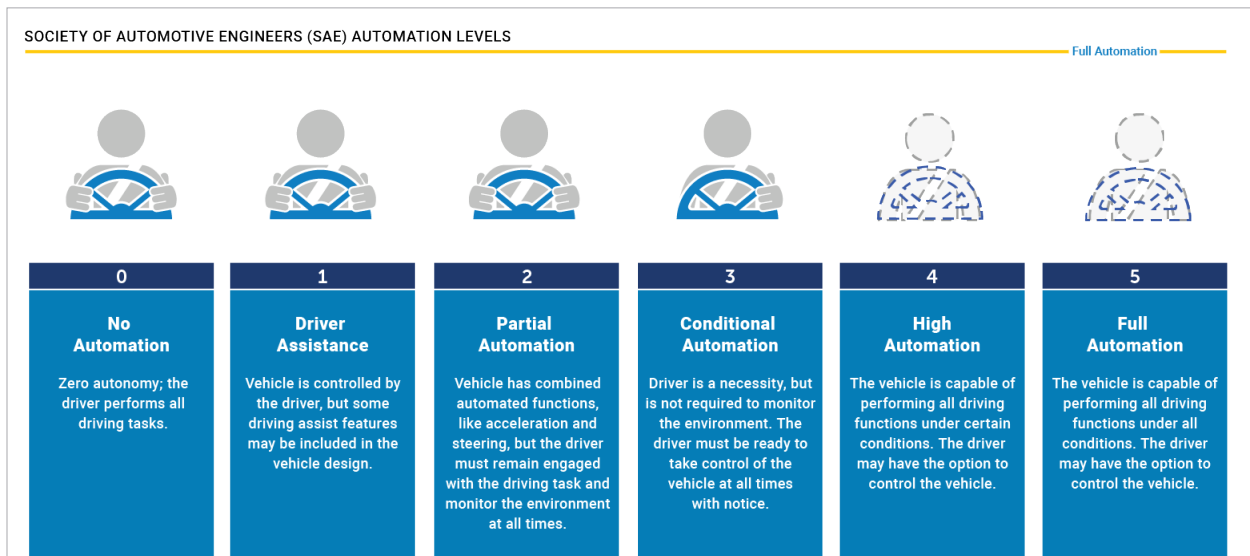 SOCIETY OF AUTOMOTIVE ENGINEERS (SAE) AUTOMATION LEVELS
Full Automation
0
No
Automation
Zero autonomy; the
driver performs all
driving tasks.
1
Driver
Assistance
Vehicle is controlled by
the driver, but some
driving assist features
may be included in the
vehicle design.
2
Partial
Automation
Vehicle has combined
automated functions,
like acceleration and
steering, but the driver
must remain engaged
with the driving task and
monitor the environment
at all times.
3
Conditional
Automation
Driver is a necessity, but
is not required to monitor
the environment. The
driver must be ready to
take control of the
vehicle at all times
with notice.
4
High
Automation
The vehicle is capable of
performing all driving
functions under certain
conditions. The driver
may have the option to
control the vehicle.
5
Full
Automation
The vehicle is capable of
performing all driving
functions under all
conditions. The driver
may have the option to
control the vehicle.